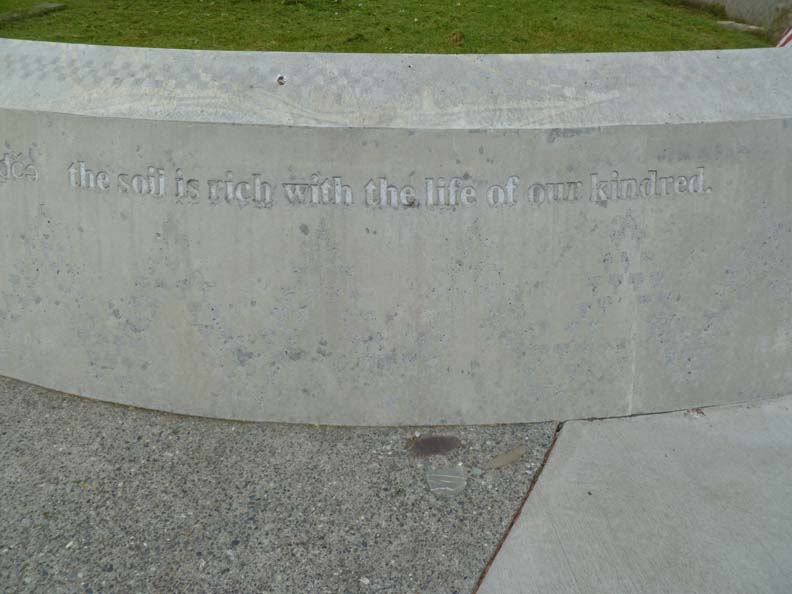 the soil is rich with the life of our kindred.